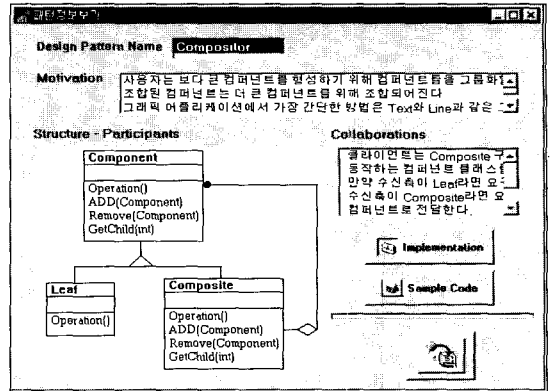 패턴정보보기
Design Pattern Name Compositor
Motivation
사용자는 보다 큰 컴퍼넌트를 형성하기 위해 컴퍼넌트들을 그룹화
조합된 컴퍼넌트는 더 큰 컴퍼넌트를 위해 조합되어진다
그래픽 어플리케이션에서 가장 간단한 방법은 Text와 Line과 같은
Structure - Participants
Component
Operation()
ADD(Component)
Remove(Component)
GetChild(int)
Leaf
Operation()
Composite
Operation()
ADD(Component)
Remove(Component)
GetChild(int)
Collaborations
클라이언트는 Composite 구
동작하는 컴퍼넌트 클래스
만약 수신측이 Leaf라면 요
수신측이 Composite라면 요
컴퍼넌트로 전달한다.
Implementation
Sample Code